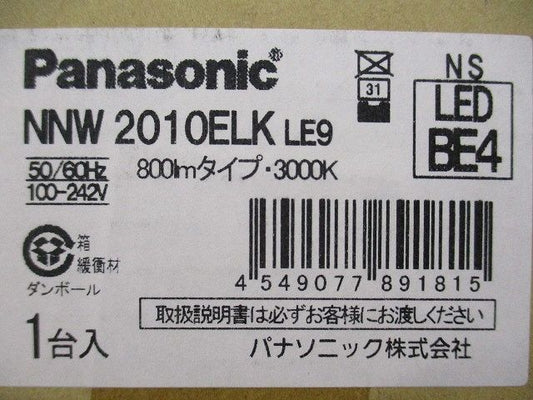 Panasonic®
31
NS
LED
BE4
NNW 2010ELK LE9
50/60Hz
100-242V
800lmタイプ・3000K
箱
緩衝材
ダンボール
4 549077 891815
1台入
取扱説明書は必ずお客様にお渡しください
パナソニック株式会社